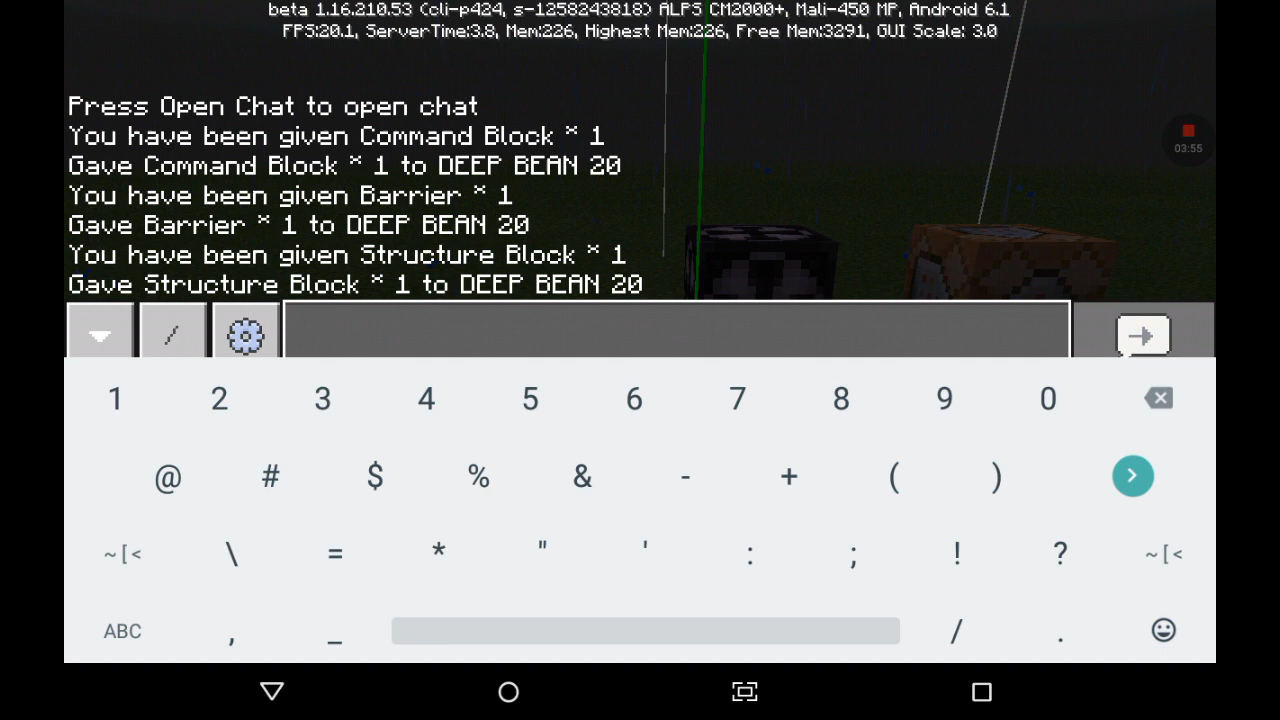 beta 1.16.210.53 (cli-p424, s-1258243818) ALPS CM2000+, Mali-450 MP, Android 6.1
FPS:20.1, ServerTime:3.8, Mem:226, Highest Mem:226, Free Mem:3291, GUI Scale: 3.0
Press Open Chat to open chat
You have been given Command Block * 1
Gave Command Block * 1 to DEEP BEAN 20
You have been given Barrier * 1
03:55
Gave Barrier * 1 to DEEP BEAN 20
You have been given Structure Block * 1
Gave Structure Block * 1 to DEEP BEAN 20
/
1 2 3 4 5 6 7 8 9 0
@ # $ % & - + ( )
~[< \ = * " ' : ; ! ? ~[<
ABC , _ / .